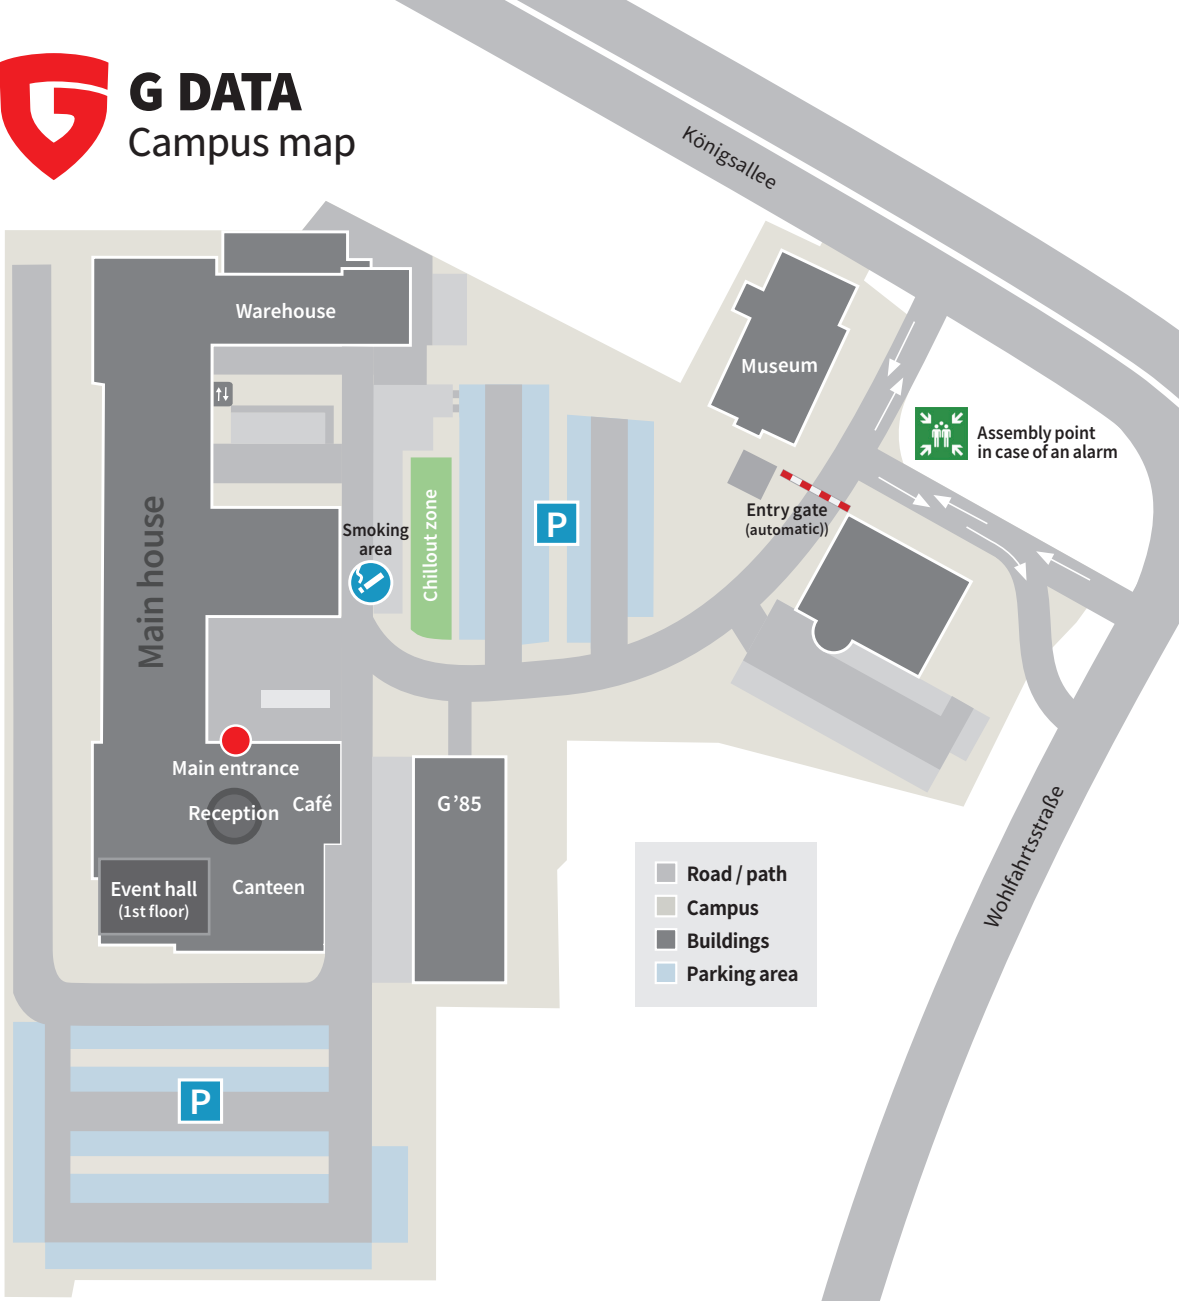 G DATA
Campus map
Königsallee
Warehouse
Museum
Assembly point
in case of an alarm
Main house
Smoking
area
Chillout zone
P
Entry gate
(automatic))
Main entrance
Reception
Café
G’85
Event hall
(1st floor)
Canteen
Wohlfahrtsstraße
Road / path
Campus
Buildings
Parking area
P